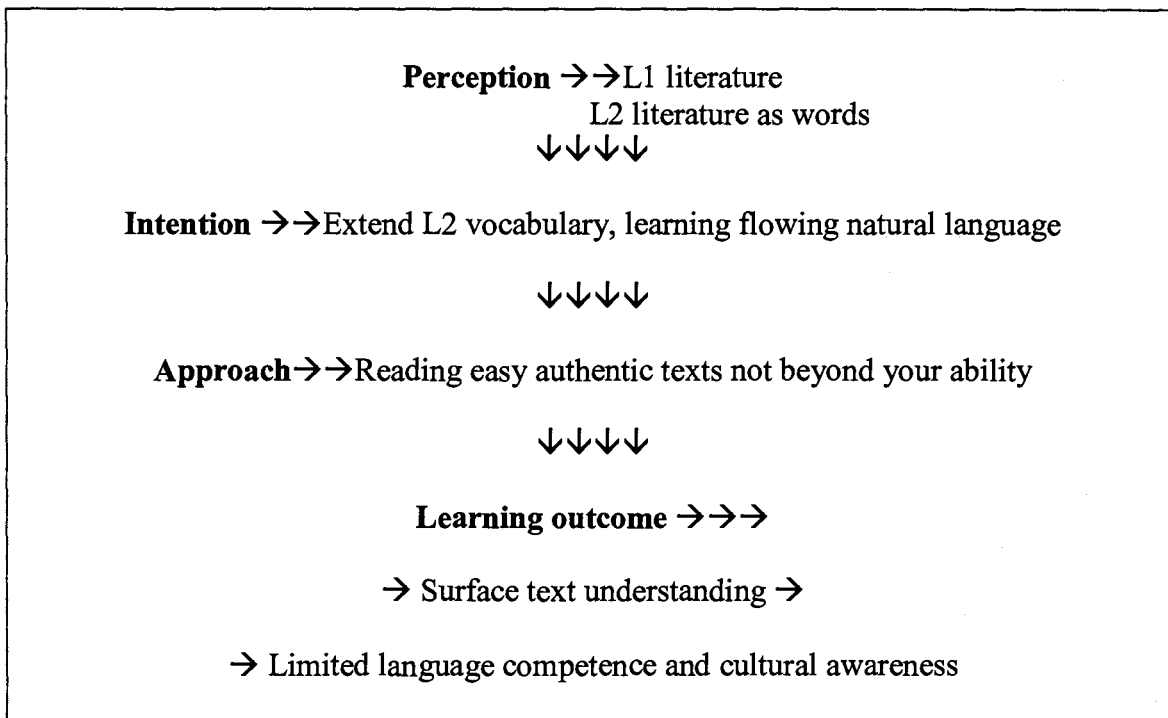 Perception →→L1 literature
L2 literature as words
↓↓↓↓
Intention →→Extend L2 vocabulary, learning flowing natural language
↓↓↓↓
Approach→→Reading easy authentic texts not beyond your ability
↓↓↓↓
Learning outcome →→→
→ Surface text understanding →
→ Limited language competence and cultural awareness